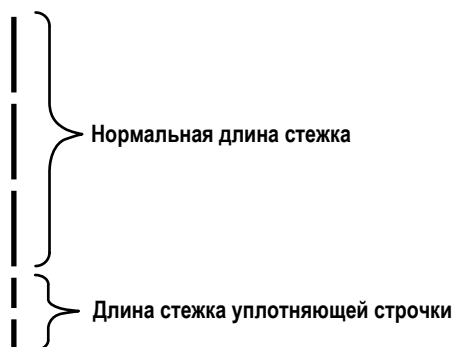 Нормальная длина стежка
Длина стежка уплотняющей строчки